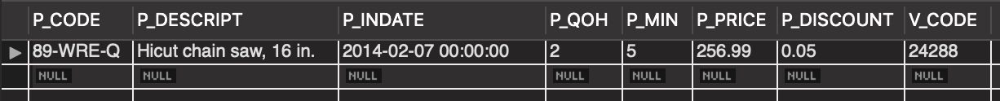 P_CODE P_DESCRIPT P_INDATE P_QOH P_MIN P_PRICE P_DISCOUNT V_CODE
89-WRE-Q Hicut chain saw, 16 in. 2014-02-07 00:00:00 2 5 256.99 0.05 24288
NULL NULL NULL NULL NULL NULL NULL NULL